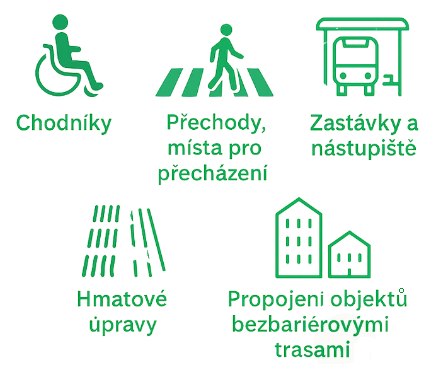 Chodníky
Přechody,
místa pro
přecházení
Zastávky a
nástupiště
Hmatové
úpravy
Propojení objektů
bezbariérovými
trasami